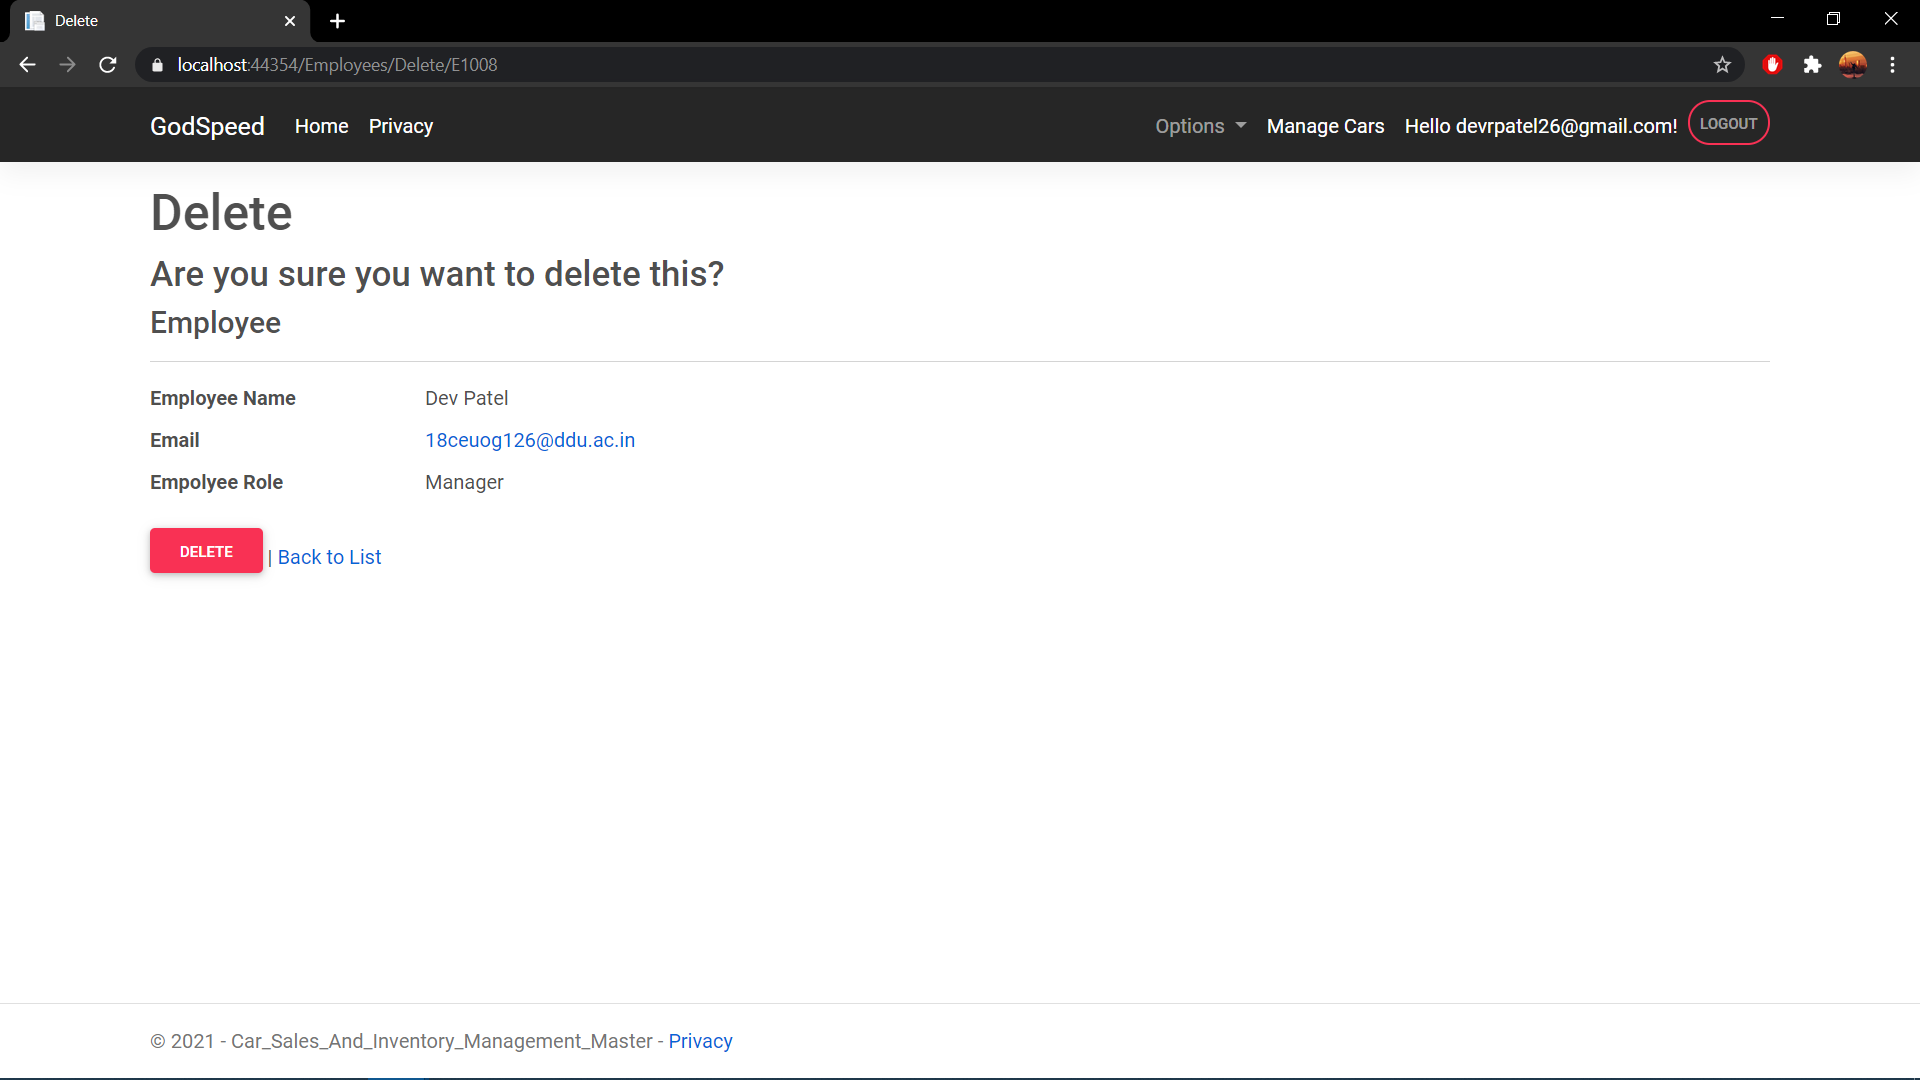 Delete
localhost:44354/Employees/Delete/E1008
GodSpeed Home Privacy Options Manage Cars Hello devrpatel26@gmail.com! LOGOUT
Delete
Are you sure you want to delete this?
Employee
Employee Name Dev Patel
Email 18ceuog126@ddu.ac.in
Empolyee Role Manager
DELETE | Back to List
© 2021 - Car_Sales_And_Inventory_Management_Master - Privacy